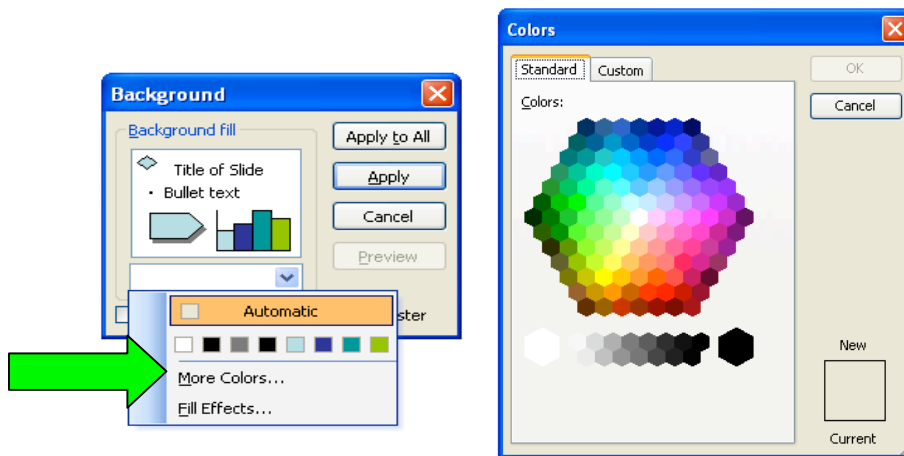 Background
Background fill
Title of Slide
• Bullet text
Apply to All
Apply
Cancel
Preview
ster
Automatic
More Colors...
Fill Effects...
Colors
Standard
Custom
Colors:
OK
Cancel
New
Current